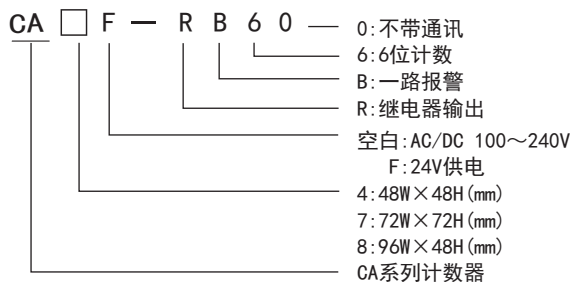 CA□F—RB60
0:不带通讯
6:6位计数
B:一路报警
R:继电器输出
空白:AC/DC 100～240V
F:24V供电
4:48W×48H(mm)
7:72W×72H(mm)
8:96W×48H(mm)
CA系列计数器